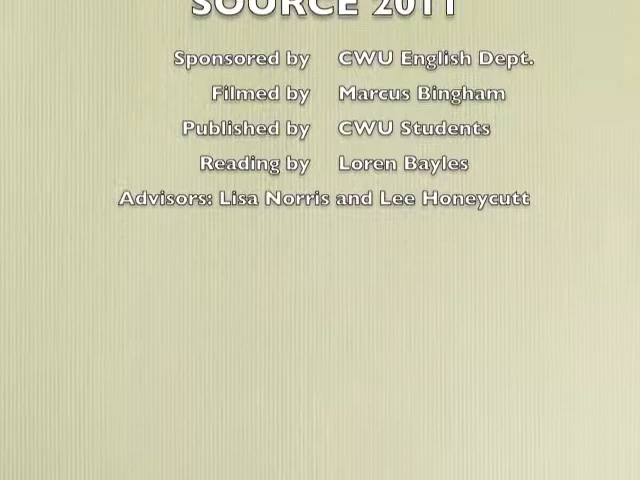 SOURCE 2011
Sponsored by CWU English Dept.
Filmed by Marcus Bingham
Published by CWU Students
Reading by Loren Bayles
Advisors: Lisa Norris and Lee Honeycutt